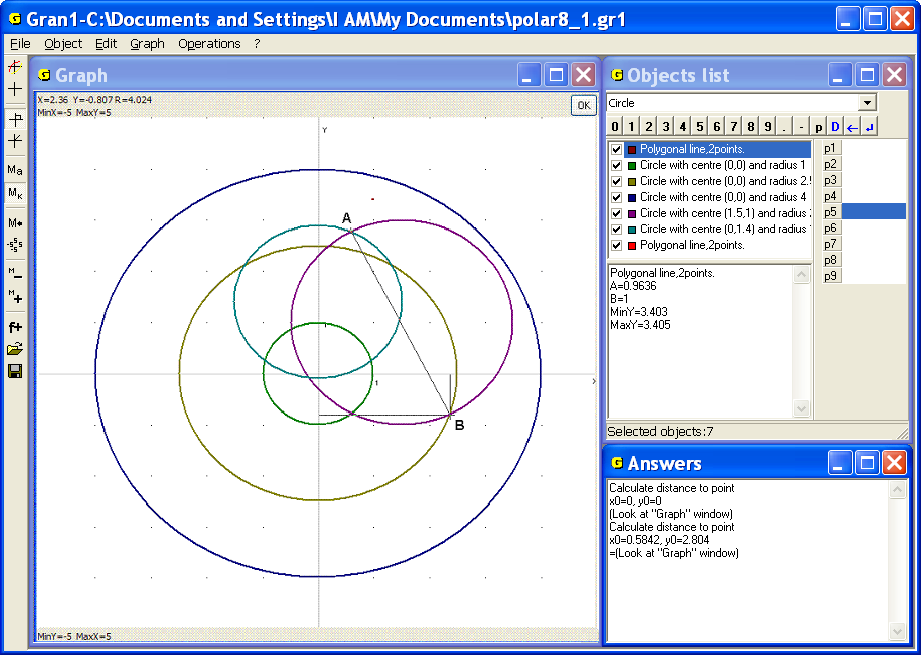 Gran1-C:\Documents and Settings\I AM\My Documents\polar8_1.gr1
File Object Edit Graph Operations ?
Graph
X=2.36 Y=-0.807 R=4.024
MinX=-5 MaxY=5
OK
Y
A
1
1
B
X
MinY=-5 MaxX=5
Ma
Mк
M*
M
M
f+
Objects list
Circle
0 1 2 3 4 5 6 7 8 9 . - p D
Polygonal line,2points.
Circle with centre (0,0) and radius 1
Circle with centre (0,0) and radius 2.
Circle with centre (0,0) and radius 4
Circle with centre (1.5,1) and radius
Circle with centre (0,1.4) and radius
Polygonal line,2points.
p1
p2
p3
p4
p5
p6
p7
p8
p9
Polygonal line,2points.
A=0.9636
B=1
MinY=3.403
MaxY=3.405
Selected objects:7
Answers
Calculate distance to point
x0=0, y0=0
(Look at "Graph" window)
Calculate distance to point
x0=0.5842, y0=2.804
=(Look at "Graph" window)